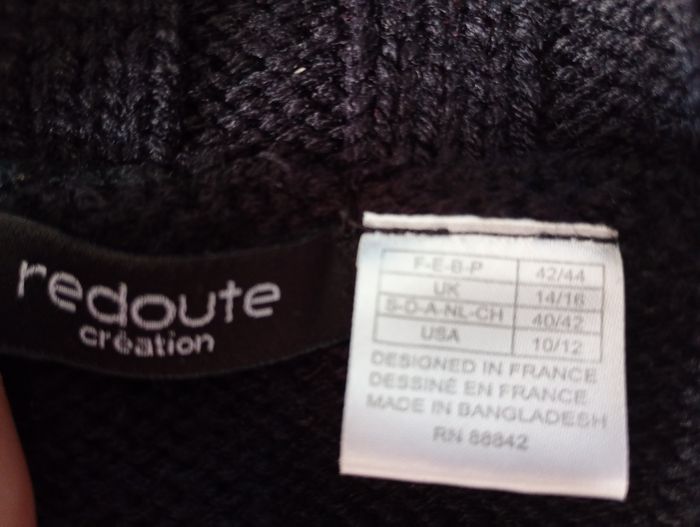 redoute
création
F-E-B-P 42/44
UK 14/16
S-D-A NL-CH 40/42
USA 10/12
DESIGNED IN FRANCE
DESSINÉ EN FRANCE
MADE IN BANGLADESH
RN 88842